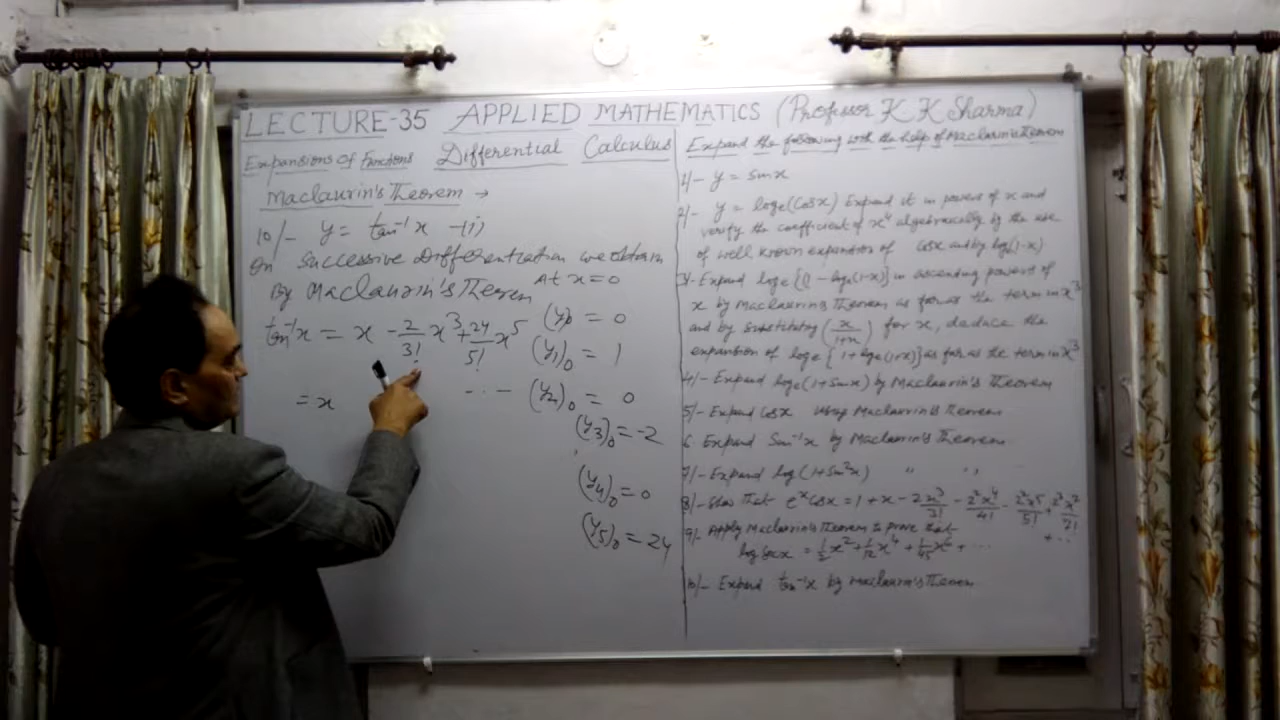 LECTURE-35 APPLIED MATHEMATICS (Professor K K Sharma)
Expansions of Functions Differential Calculus
Maclaurin's Theorem →
10/- y = tan⁻¹ x -(i)
On Successive Differentiation we obtain
By Maclaurin's Theorem At x = 0
tan⁻¹x = x - 2/3! x³ + 24/5! x⁵
= x ...-
(y)₀ = 0
(y₁)₀ = 1
(y₂)₀ = 0
(y₃)₀ = -2
(y₄)₀ = 0
(y₅)₀ = 24
Expand the following with the help of Maclaurin's Theorem
1/- y = sin x
2/- y = loge(Cosx) Expand it in powers of x and
verify the coefficient of x⁴ algebraically by the use
of well known expansion of cosx and by log(1-x)
3/- Expand loge{1 - loge(1-x)} in ascending powers of
x by Maclaurin's Theorem as far as the term in x³
and by substituting (x/1+x) for x, deduce the
expansion of loge{1+loge(1+x)} as far as the term in x³
4/- Expand loge(1+Sinx) by Maclaurin's Theorem
5/- Expand Cosx using Maclaurin's Theorem
6 Expand Sin⁻¹x by Maclaurin's Theorem
7/- Expand log(1+Sin²x) " "
8/- Show that eˣcosx = 1 + x - 2x³/3! - 2²x⁴/4! - 2²x⁵/5! + 2³x⁷/7! + ..
9/- Apply Maclaurin's Theorem to prove that
log secx = 1/2 x² + 1/12 x⁴ + 1/45 x⁶ + ...
10/- Expand tan⁻¹x by Maclaurin's Theorem